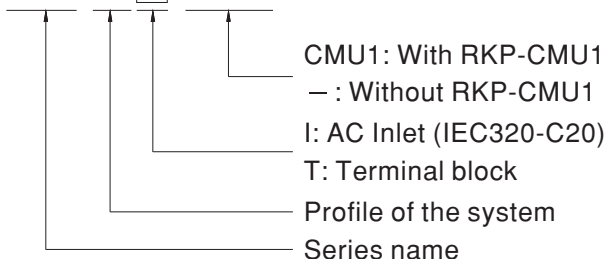 CMU1: With RKP-CMU1
– : Without RKP-CMU1
I: AC Inlet (IEC320-C20)
T: Terminal block
Profile of the system
Series name